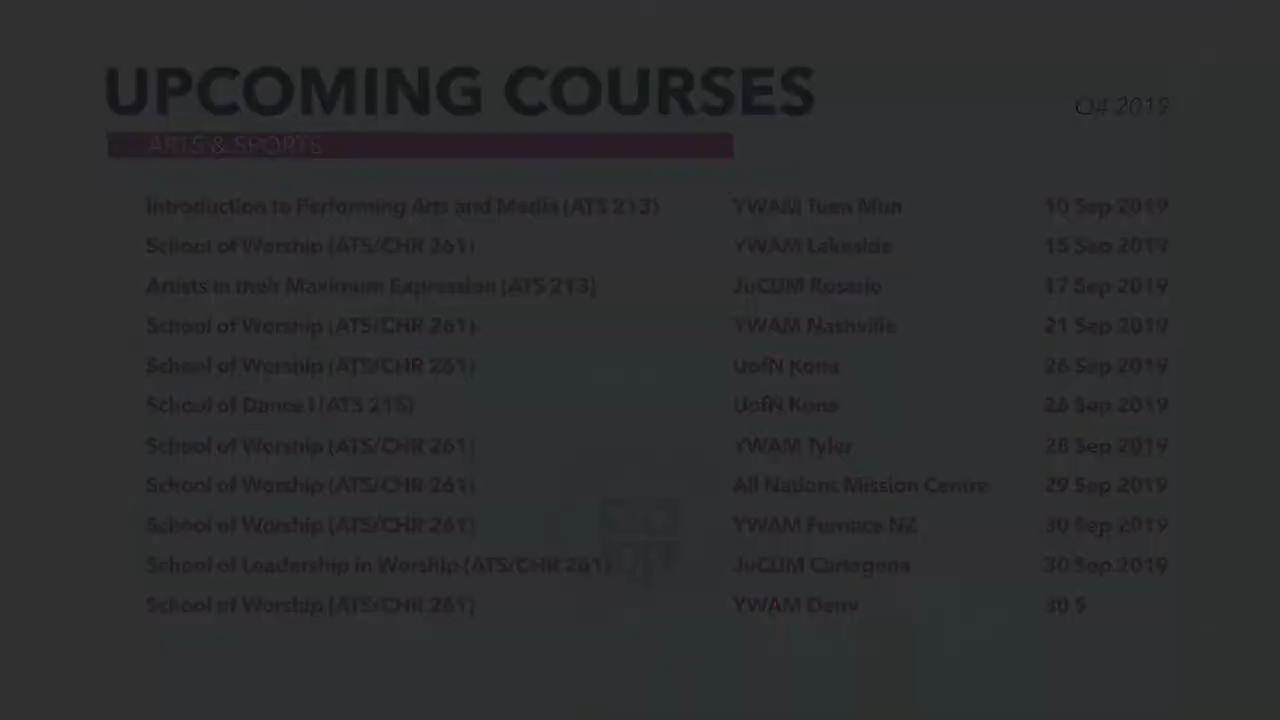 UPCOMING COURSES
Q4 2019
ARTS & SPORTS
Introduction to Performing Arts and Media (ATS 213) YWAM Tuen Mun 10 Sep 2019
School of Worship (ATS/CHR 261) YWAM Lakeside 15 Sep 2019
Artists in their Maximum Expression (ATS 213) JuCUM Rosario 17 Sep 2019
School of Worship (ATS/CHR 261) YWAM Nashville 21 Sep 2019
School of Worship (ATS/CHR 261) UofN Kona 26 Sep 2019
School of Dance I (ATS 215) UofN Kona 26 Sep 2019
School of Worship (ATS/CHR 261) YWAM Tyler 28 Sep 2019
School of Worship (ATS/CHR 261) All Nations Mission Centre 29 Sep 2019
School of Worship (ATS/CHR 261) YWAM Furnace NZ 30 Sep 2019
School of Leadership in Worship (ATS/CHR 261) JuCUM Cartagena 30 Sep 2019
School of Worship (ATS/CHR 261) YWAM Denv 30 S